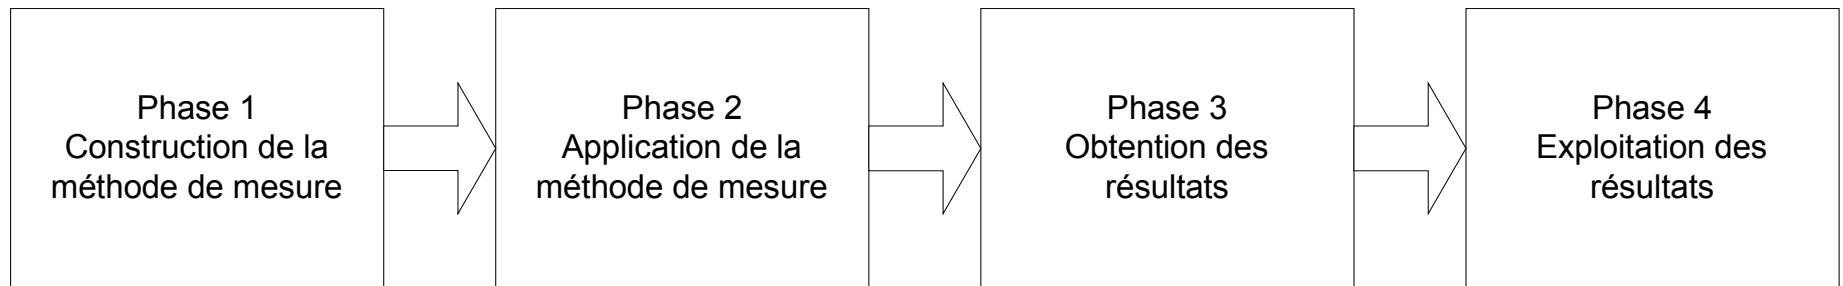 Phase 1
Construction de la
méthode de mesure
Phase 2
Application de la
méthode de mesure
Phase 3
Obtention des
résultats
Phase 4
Exploitation des
résultats